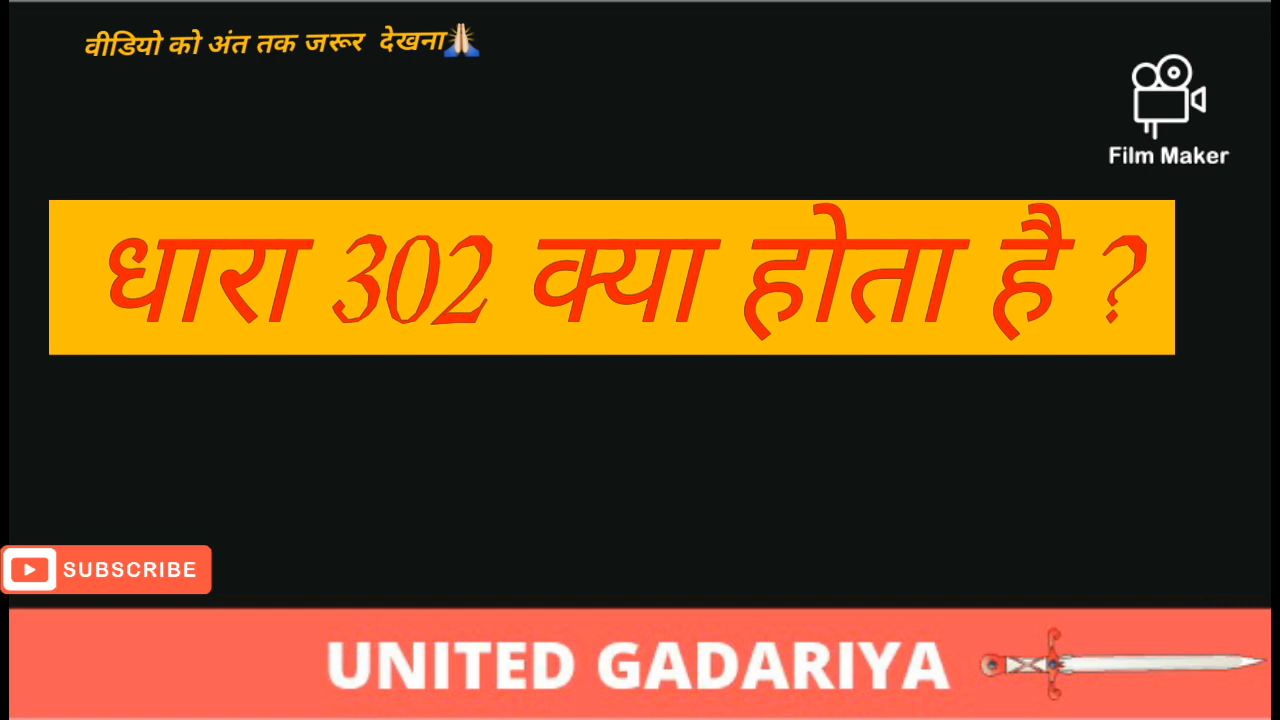 वीडियो को अंत तक जरूर देखना🙏
Film Maker
धारा 302 क्या होता है ?
SUBSCRIBE
UNITED GADARIYA